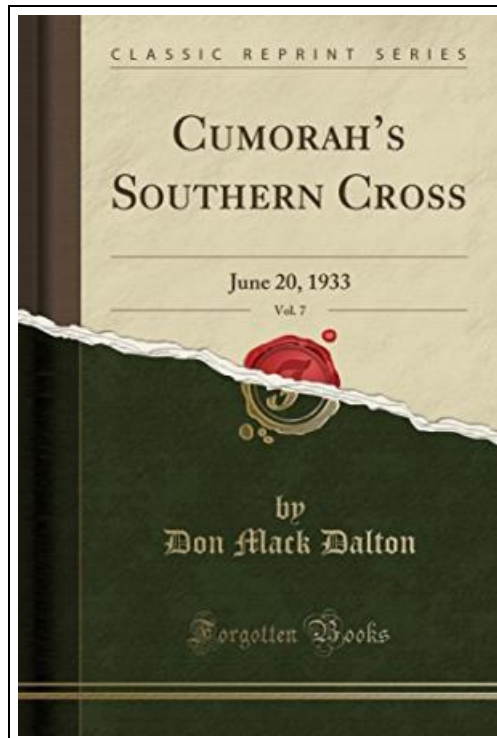 CLASSIC REPRINT SERIES
CUMORAH'S
SOUTHERN CROSS
June 20, 1933
Vol. 7
by
Don Mack Dalton
Forgotten Books